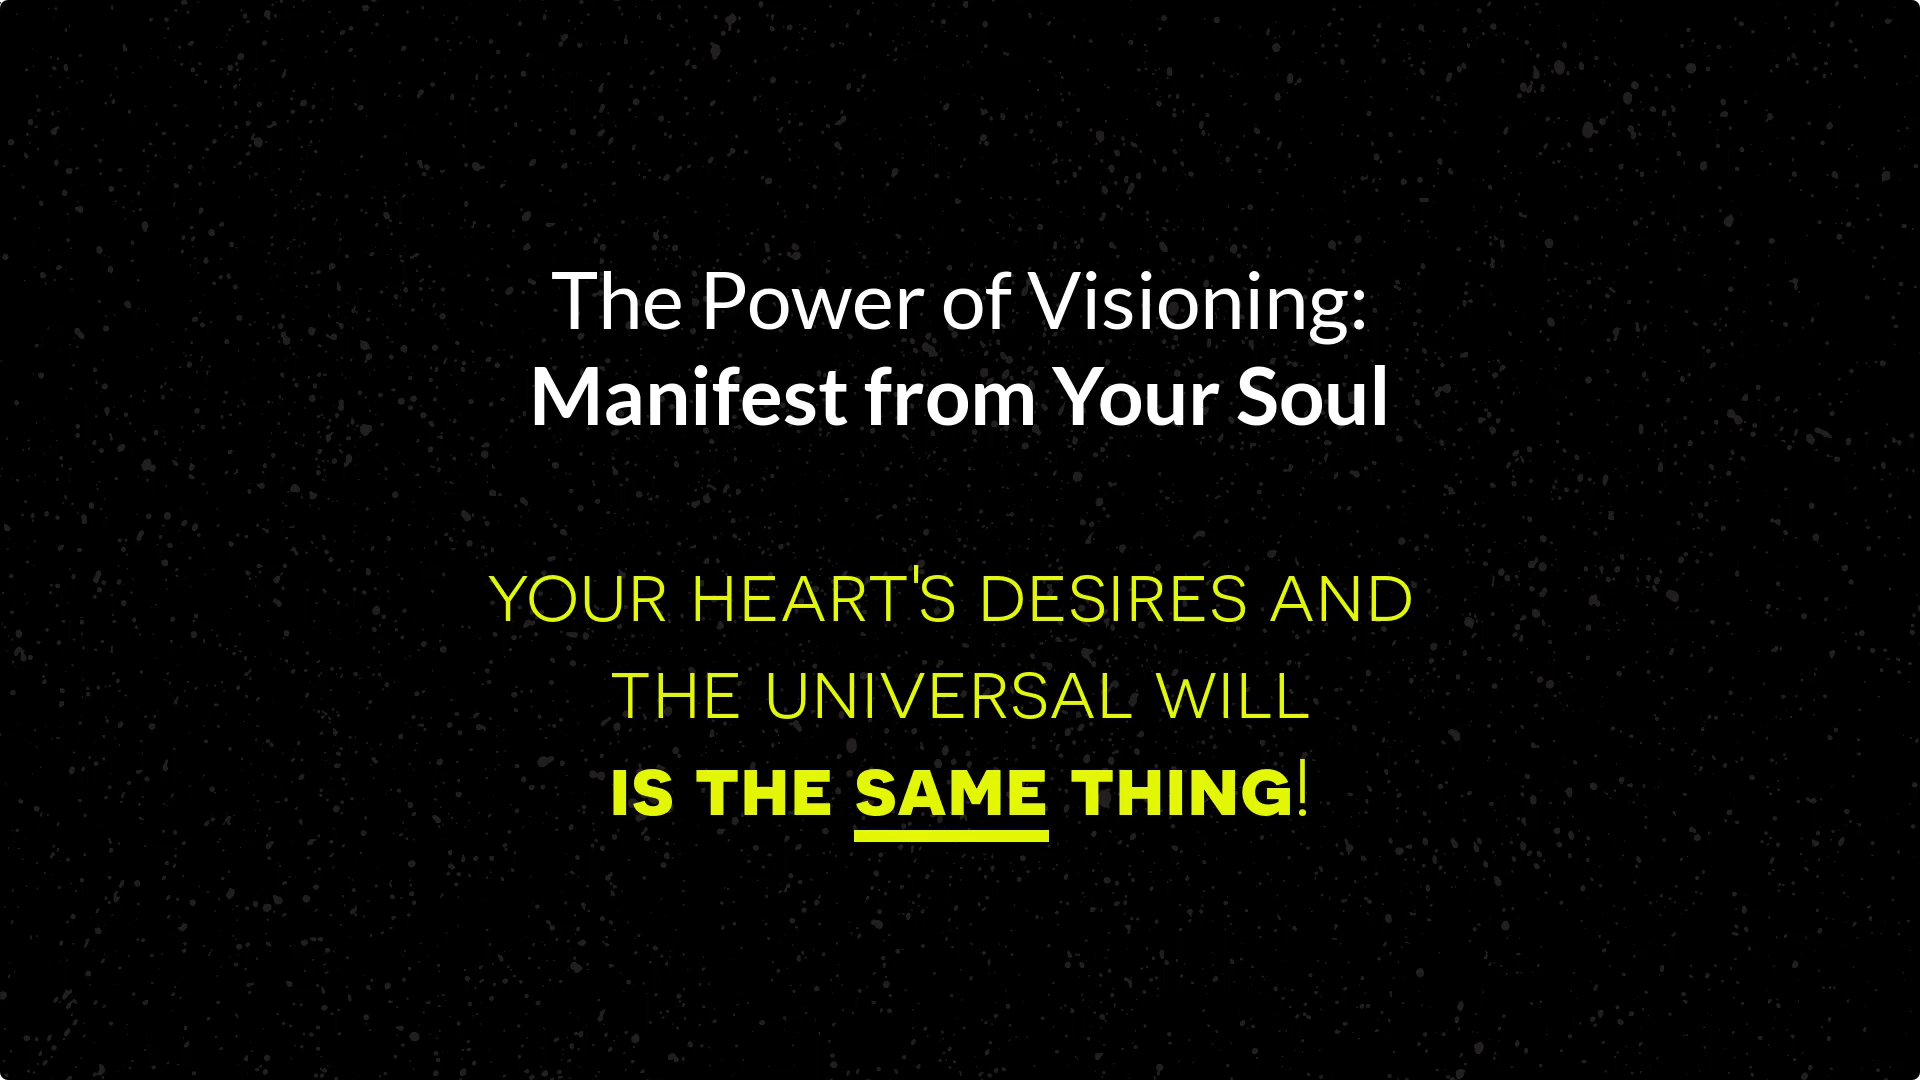 The Power of Visioning:
Manifest from Your Soul
YOUR HEART'S DESIRES AND
THE UNIVERSAL WILL
IS THE SAME THING!